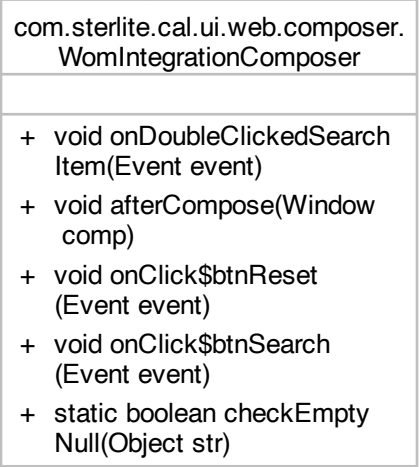 com.sterlite.cal.ui.web.composer.
WomIntegrationComposer
+ void onDoubleClickedSearch
Item(Event event)
+ void afterCompose(Window
comp)
+ void onClick$btnReset
(Event event)
+ void onClick$btnSearch
(Event event)
+ static boolean checkEmpty
Null(Object str)